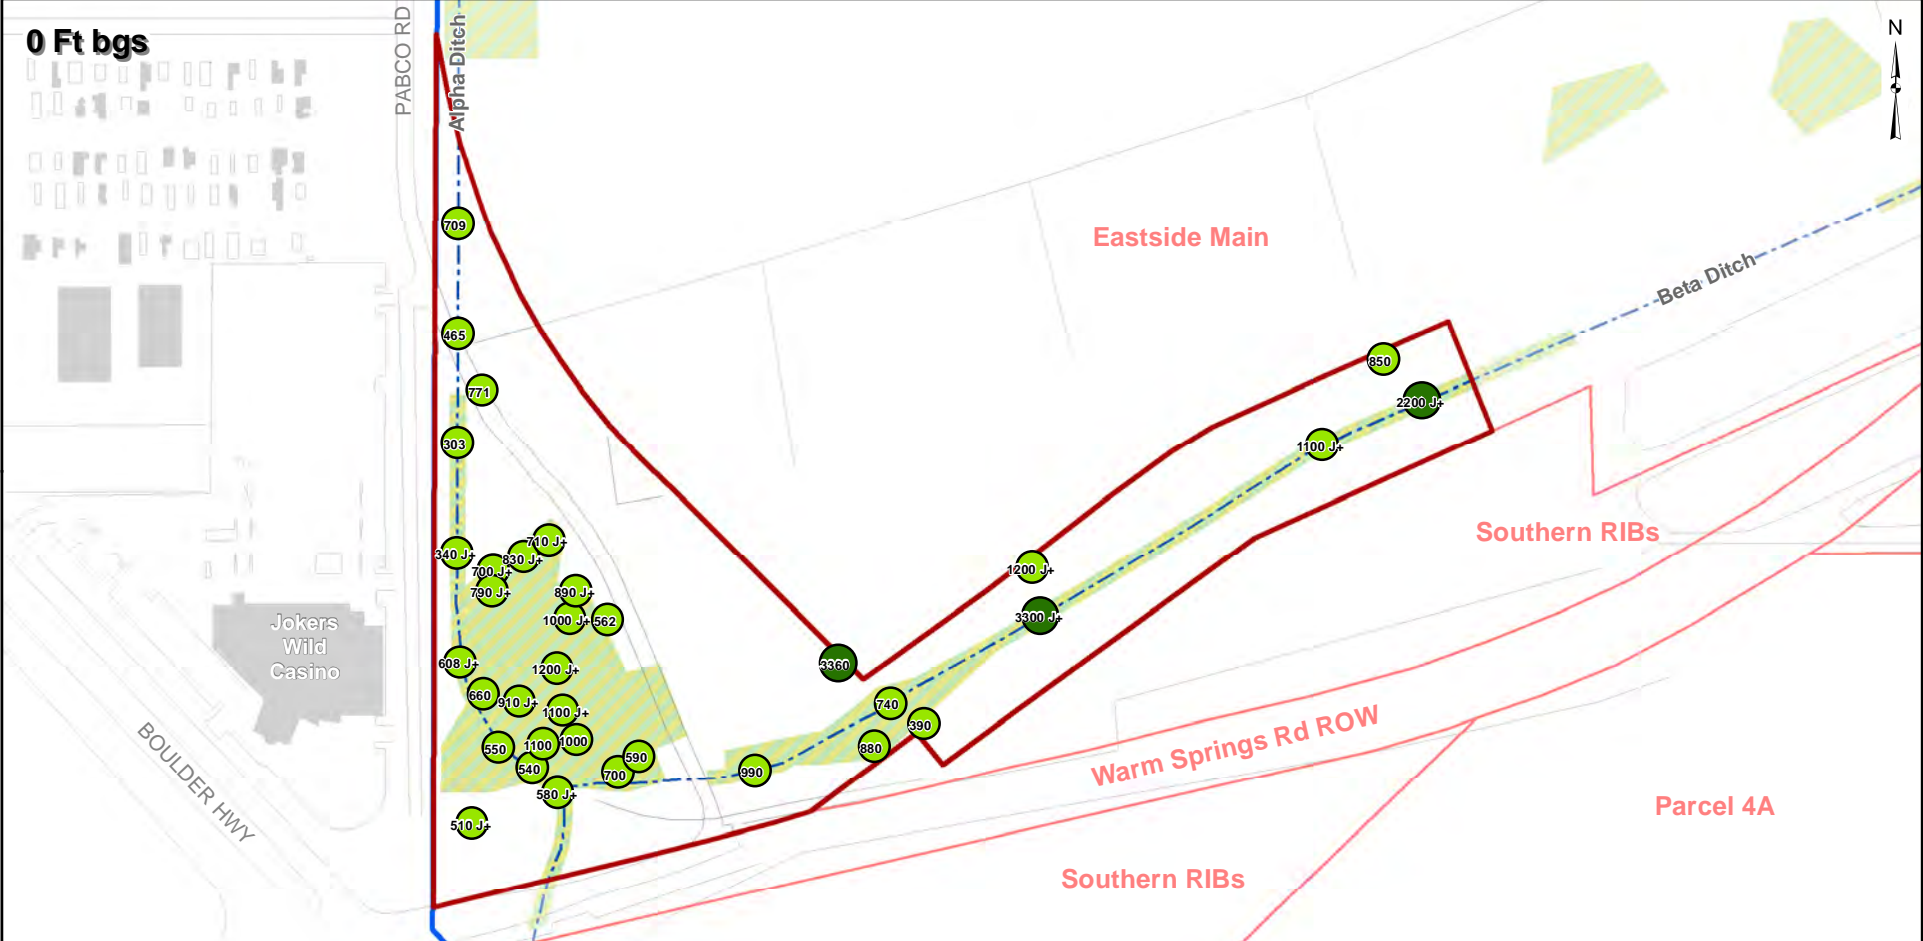 0 Ft bgs
PABCO RD
Alpha Ditch
N
709
Eastside Main
Beta Ditch
465
850
771
2200 J+
303
1100 J+
Southern RIBs
710 J+
340 J+
830 J+
700 J+
1200 J+
790 J+
890 J+
1000 J+
562
3300 J+
Jokers
Wild
Casino
608 J+
1200 J+
3360
660
910 J+
740
1100 J+
390
BOULDER HWY
550
1100
1000
880
Warm Springs Rd ROW
590
540
700
990
580 J+
Parcel 4A
510 J+
Southern RIBs